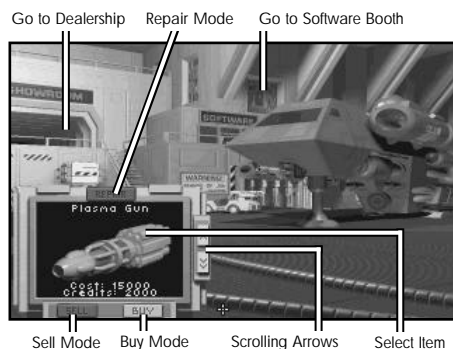 Go to Dealership
Repair Mode
Go to Software Booth
SHOWROOM
SOFTWARE
WARNING!
REPAIR
Plasma Gun
Cost: 15000
Credits: 2000
SELL
BUY
Sell Mode
Buy Mode
Scrolling Arrows
Select Item